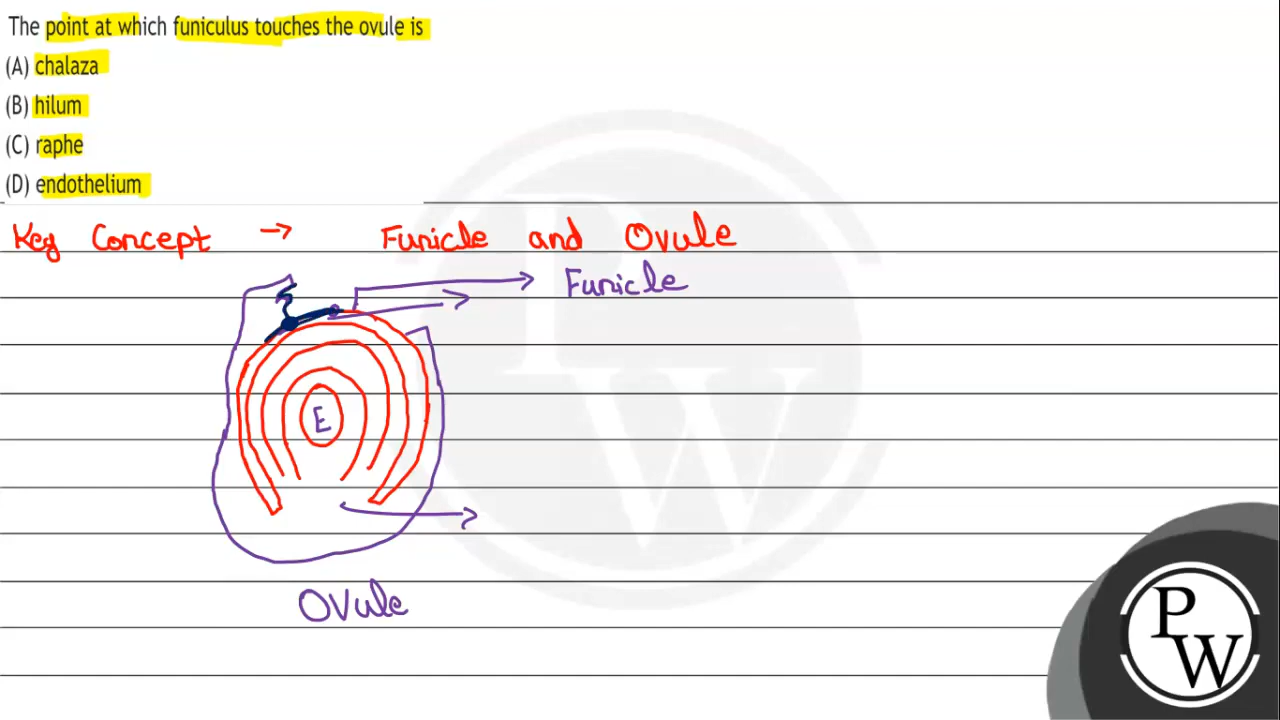 The point at which funiculus touches the ovule is
(A) chalaza
(B) hilum
(C) raphe
(D) endothelium
Key Concept → Funicle and Ovule
Funicle
E
Ovule
PW
PW